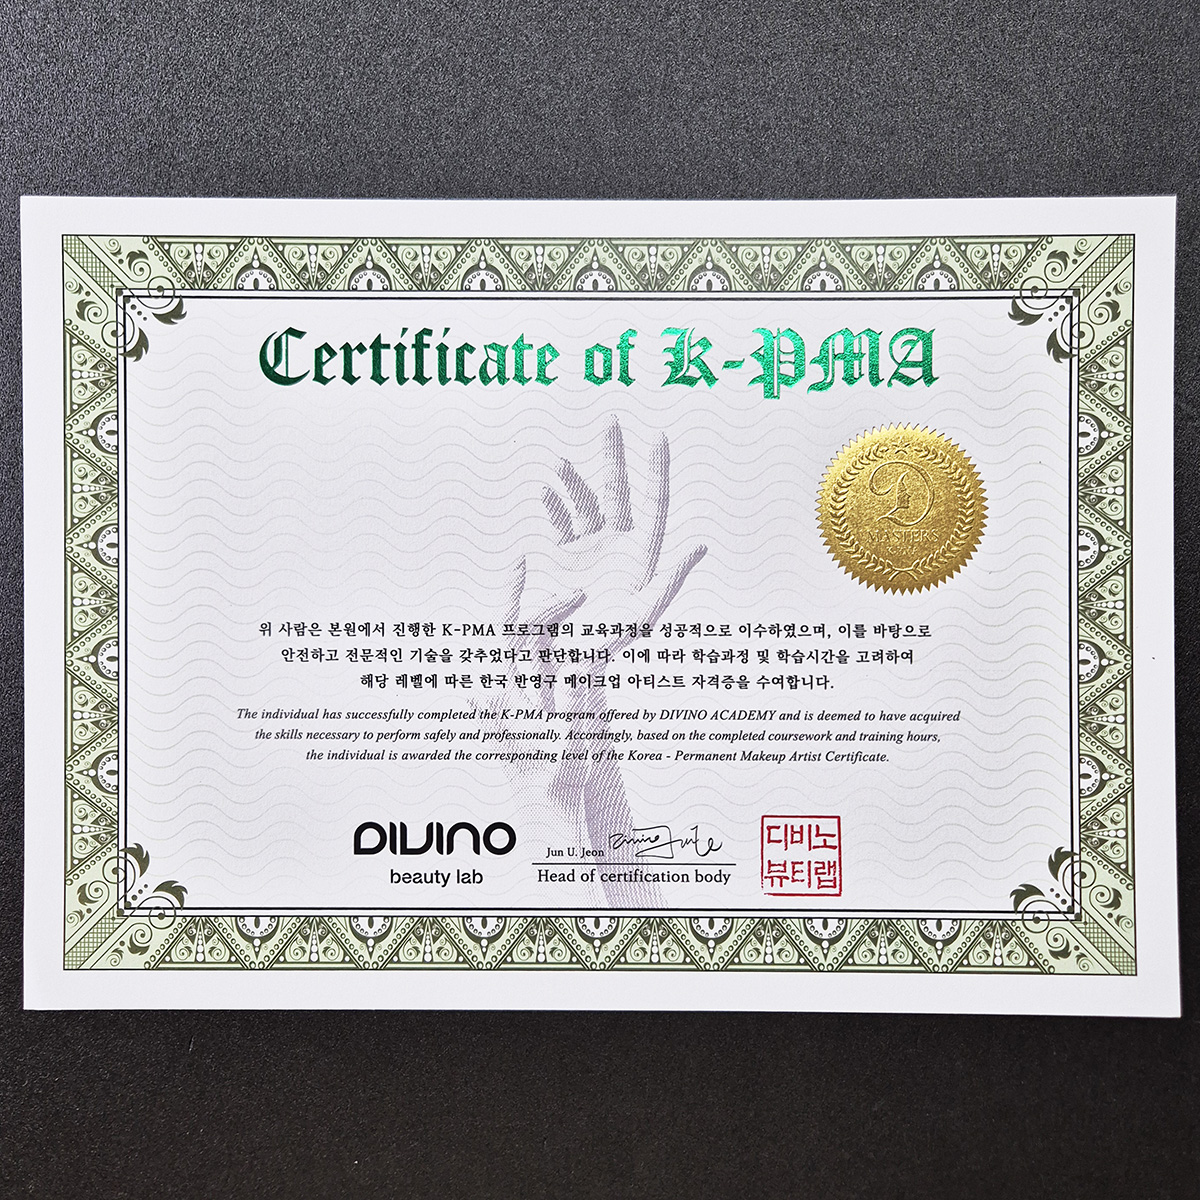 Certificate of K-PMA
MASTERS
위 사람은 본원에서 진행한 K-PMA 프로그램의 교육과정을 성공적으로 이수하였으며, 이를 바탕으로
안전하고 전문적인 기술을 갖추었다고 판단합니다. 이에 따라 학습과정 및 학습시간을 고려하여
해당 레벨에 따른 한국 반영구 메이크업 아티스트 자격증을 수여합니다.
The individual has successfully completed the K-PMA program offered by DIVINO ACADEMY and is deemed to have acquired
the skills necessary to perform safely and professionally. Accordingly, based on the completed coursework and training hours,
the individual is awarded the corresponding level of the Korea - Permanent Makeup Artist Certificate.
DIVINO
beauty lab
Jun U. Jeon
Head of certification body
디비노
뷰티랩